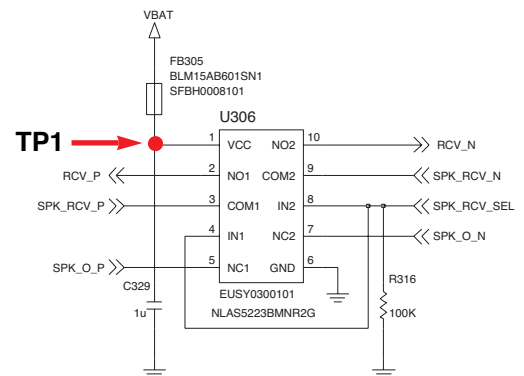 VBAT
FB305
BLM15AB601SN1
SFBH0008101
U306
TP1
1 VCC NO2 10 RCV_N
RCV_P 2 NO1 COM2 9 SPK_RCV_N
SPK_RCV_P 3 COM1 IN2 8 SPK_RCV_SEL
4 IN1 NC2 7 SPK_O_N
SPK_O_P 5 NC1 GND 6
C329
1u
EUSY0300101
NLAS5223BMNR2G
R316
100K